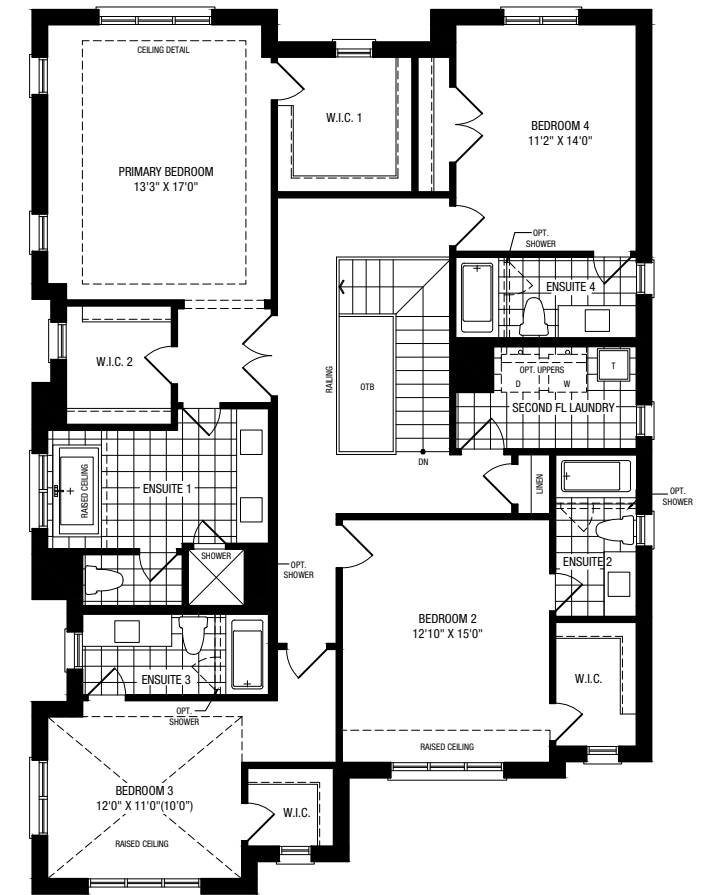 CEILING DETAIL
W.I.C. 1
BEDROOM 4
11'2" X 14'0"
PRIMARY BEDROOM
13'3" X 17'0"
OPT.
SHOWER
ENSUITE 4
W.I.C. 2
RAILING
OTB
OPT. UPPERS
D
W
T
SECOND FL LAUNDRY
DN
RAISED CEILING
ENSUITE 1
LINEN
OPT.
SHOWER
SHOWER
OPT.
SHOWER
ENSUITE 2
BEDROOM 2
12'10" X 15'0"
ENSUITE 3
W.I.C.
OPT.
SHOWER
RAISED CEILING
BEDROOM 3
12'0" X 11'0"(10'0")
W.I.C.
RAISED CEILING